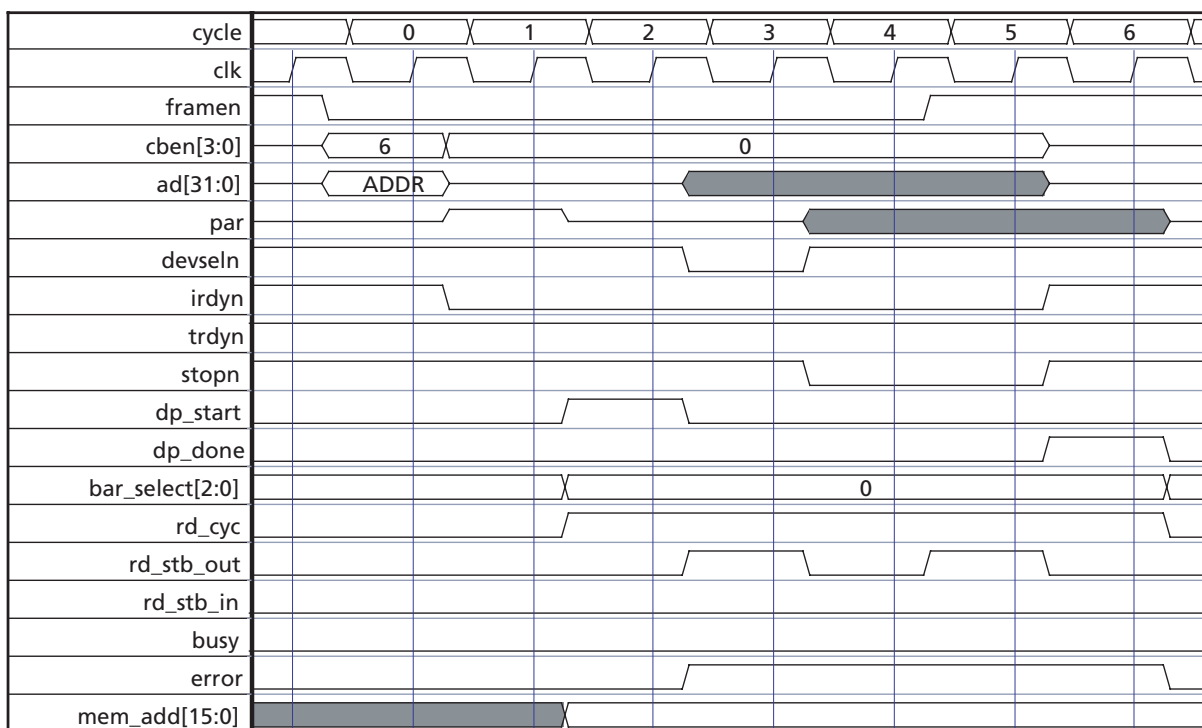 cycle 0 1 2 3 4 5 6
clk
framen
cben[3:0] 6 0
ad[31:0] ADDR
par
devseln
irdyn
trdyn
stopn
dp_start
dp_done
bar_select[2:0] 0
rd_cyc
rd_stb_out
rd_stb_in
busy
error
mem_add[15:0]